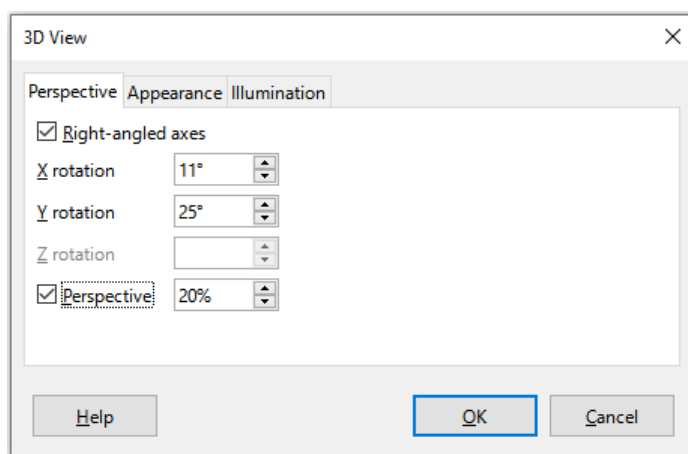 3D View
Perspective Appearance Illumination
Right-angled axes
X rotation 11°
Y rotation 25°
Z rotation
Perspective 20%
Help OK Cancel